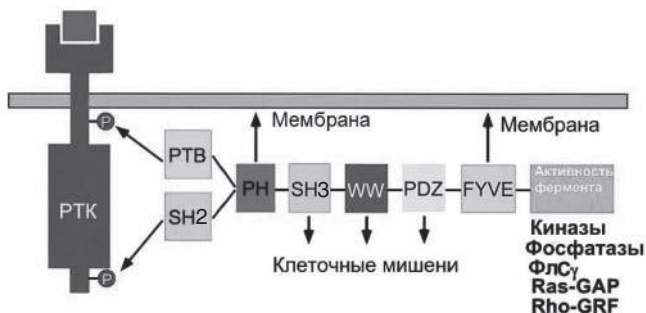 Мембрана
Мембрана
P
PTB
PTK
SH2
PH
SH3
WW
PDZ
FYVE
Активность
фермента
P
Клеточные мишени
Киназы
Фосфатазы
ФлСγ
Ras-GAP
Rho-GRF